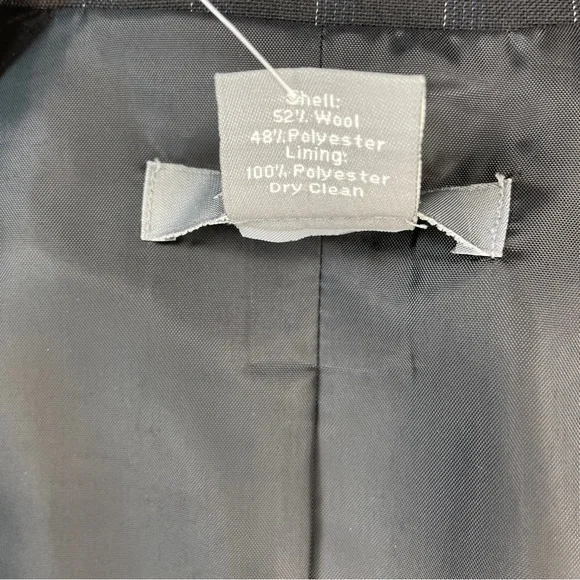 Shell:
52% Wool
48% Polyester
Lining:
100% Polyester
Dry Clean